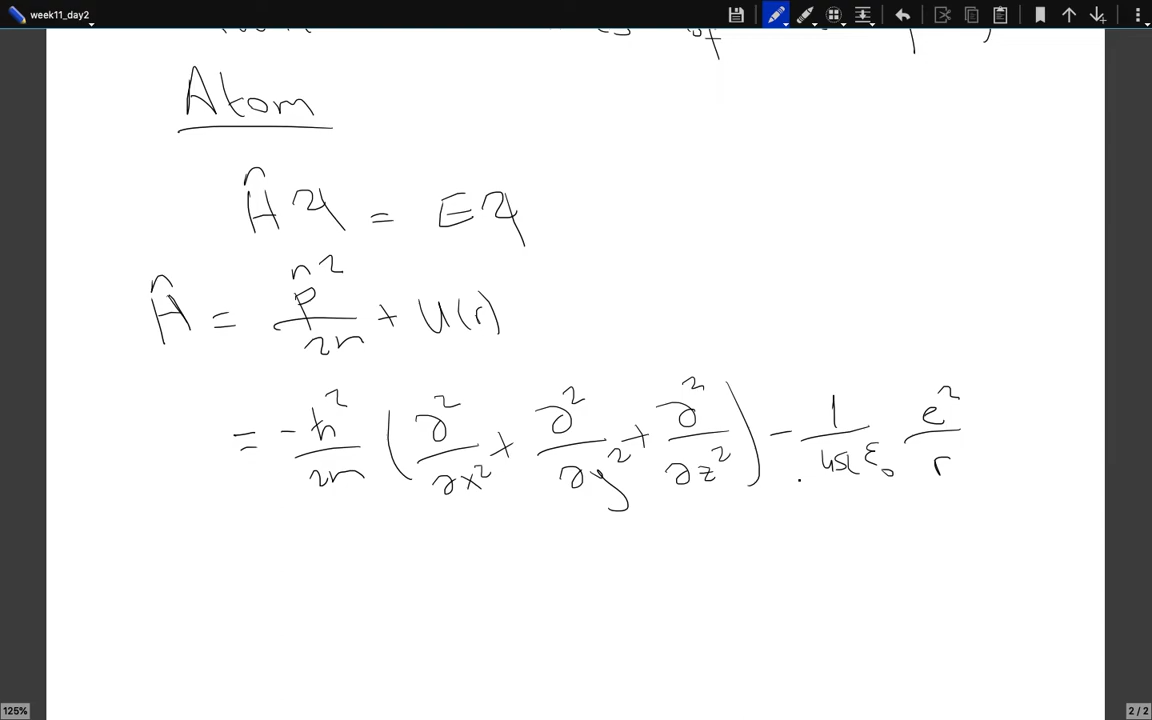 week11_day2
of
Atom
Ĥψ = Eψ
Ĥ = p̂²/2m + U(r)
= -ħ²/2m (∂²/∂x² + ∂²/∂y² + ∂²/∂z²) - 1/4πε₀ e²/r
125%
2 / 2